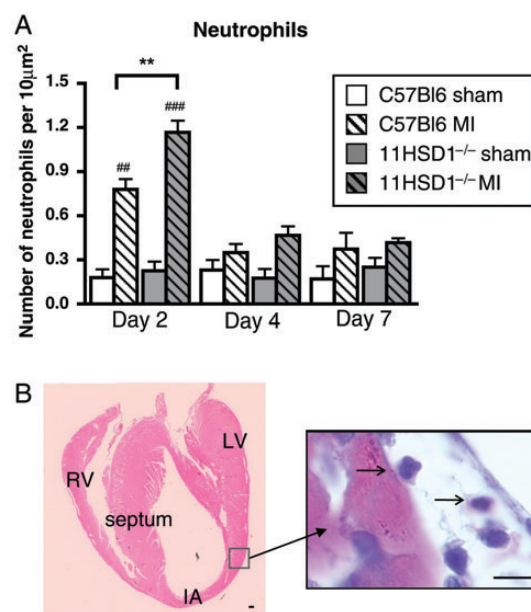 A
Neutrophils
Number of neutrophils per 10μm²
1.5
1.2
0.9
0.6
0.3
0.0
**
##
###
C57Bl6 sham
C57Bl6 MI
11HSD1⁻/⁻ sham
11HSD1⁻/⁻ MI
Day 2
Day 4
Day 7
B
RV
septum
LV
IA